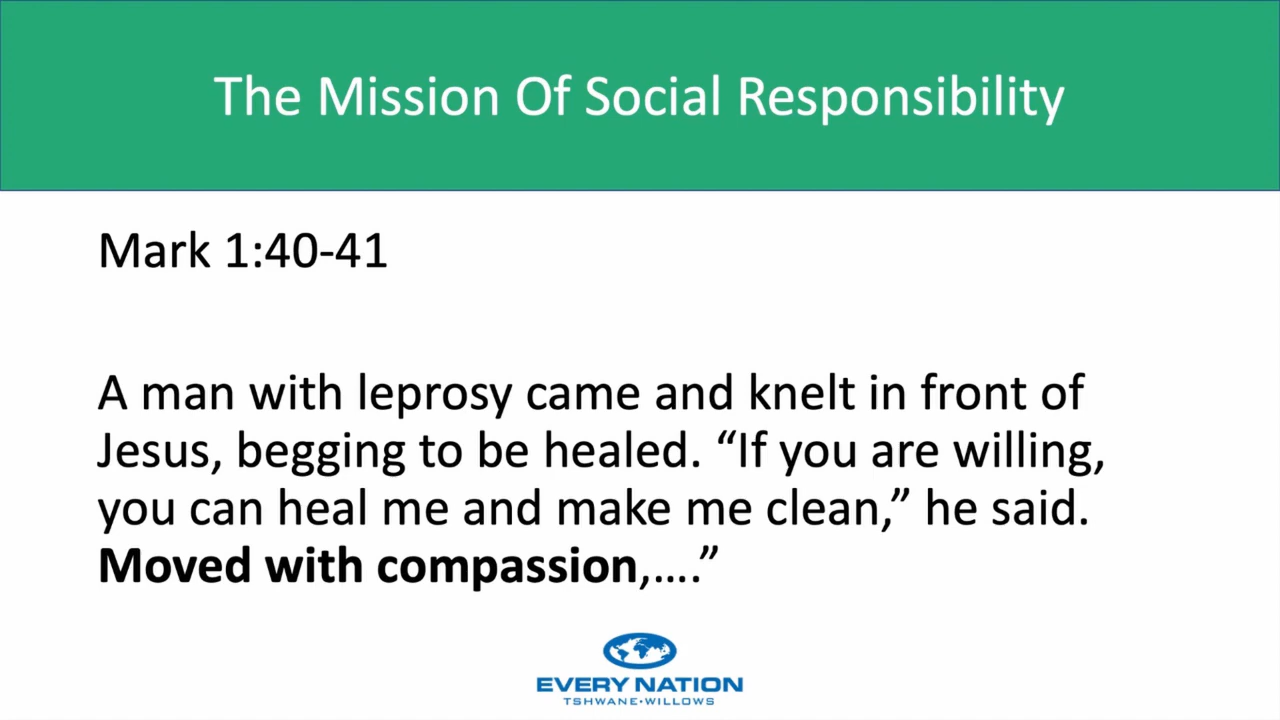 The Mission Of Social Responsibility
Mark 1:40-41
A man with leprosy came and knelt in front of
Jesus, begging to be healed. “If you are willing,
you can heal me and make me clean,” he said.
Moved with compassion,....”
EVERY NATION
TSHWANE•WILLOWS